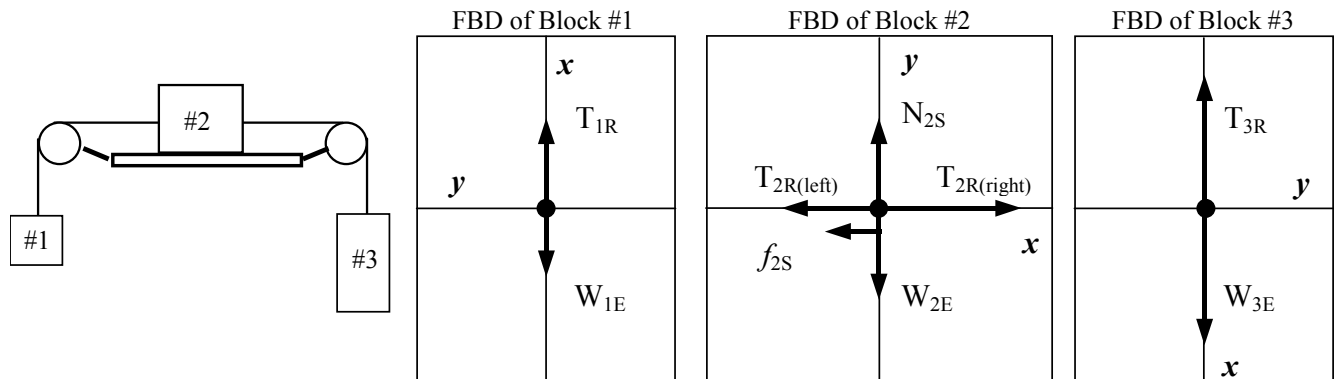 FBD of Block #1
FBD of Block #2
FBD of Block #3
#1
#2
#3
x
T1R
y
W1E
y
N2S
T2R(left)
T2R(right)
x
f2S
W2E
T3R
y
W3E
x